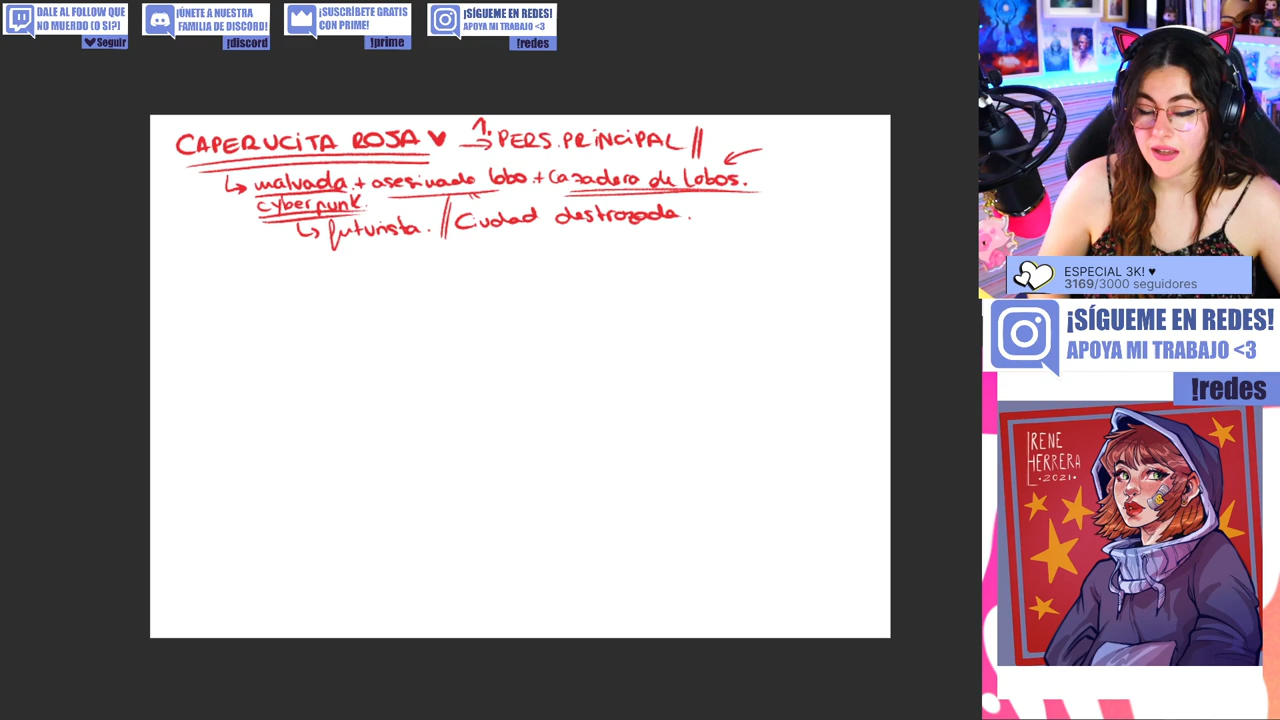 DALE AL FOLLOW QUE
NO MUERDO (O SI?)
Seguir
¡ÚNETE A NUESTRA
FAMILIA DE DISCORD!
!discord
¡SUSCRÍBETE GRATIS
CON PRIME!
!prime
¡SÍGUEME EN REDES!
APOYA MI TRABAJO <3
!redes
CAPERUCITA ROJA ♥ 1. → PERS. PRINCIPAL //
↳ malvada + asesinado lobo + Cazadora de Lobos.
cyberpunk.
↳ futurista. // Ciudad destrozada.
ESPECIAL 3K! ♥
3169/3000 seguidores
¡SÍGUEME EN REDES!
APOYA MI TRABAJO <3
!redes
IRENE
HERRERA
·2021·